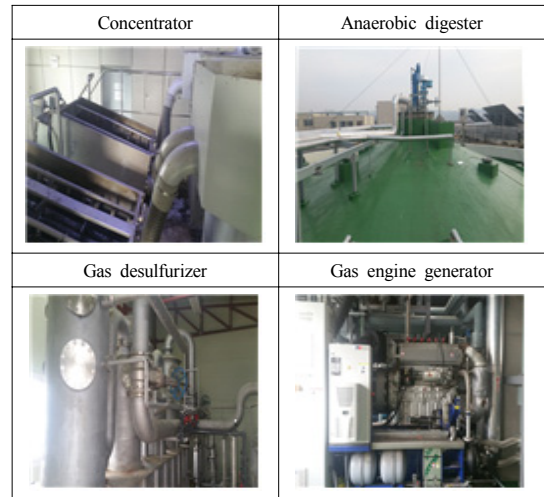 Concentrator
Anaerobic digester
Gas desulfurizer
Gas engine generator